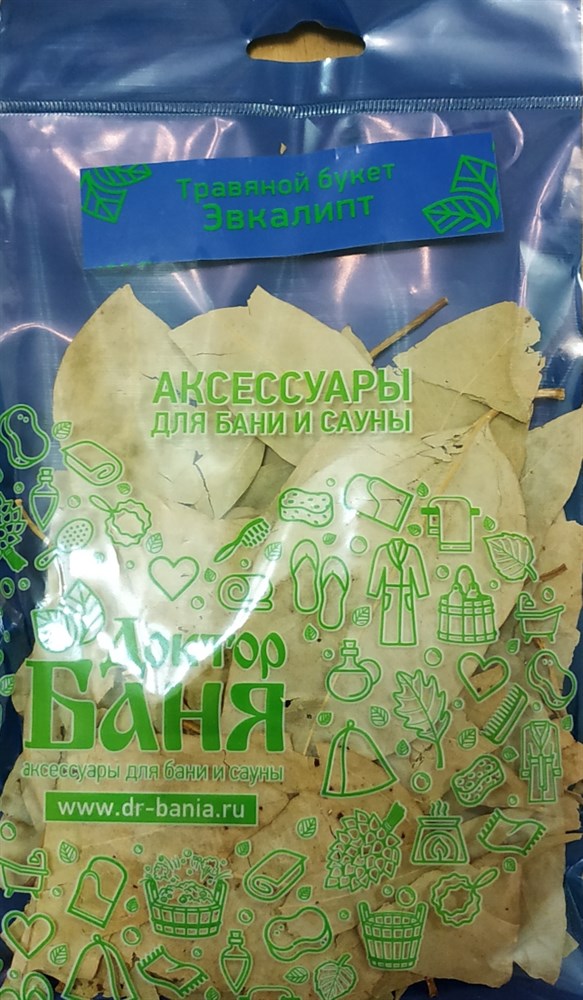 Травяной букет
Эвкалипт
АКСЕССУАРЫ
ДЛЯ БАНИ И САУНЫ
Доктор
Баня
аксессуары для бани и сауны
www.dr-bania.ru